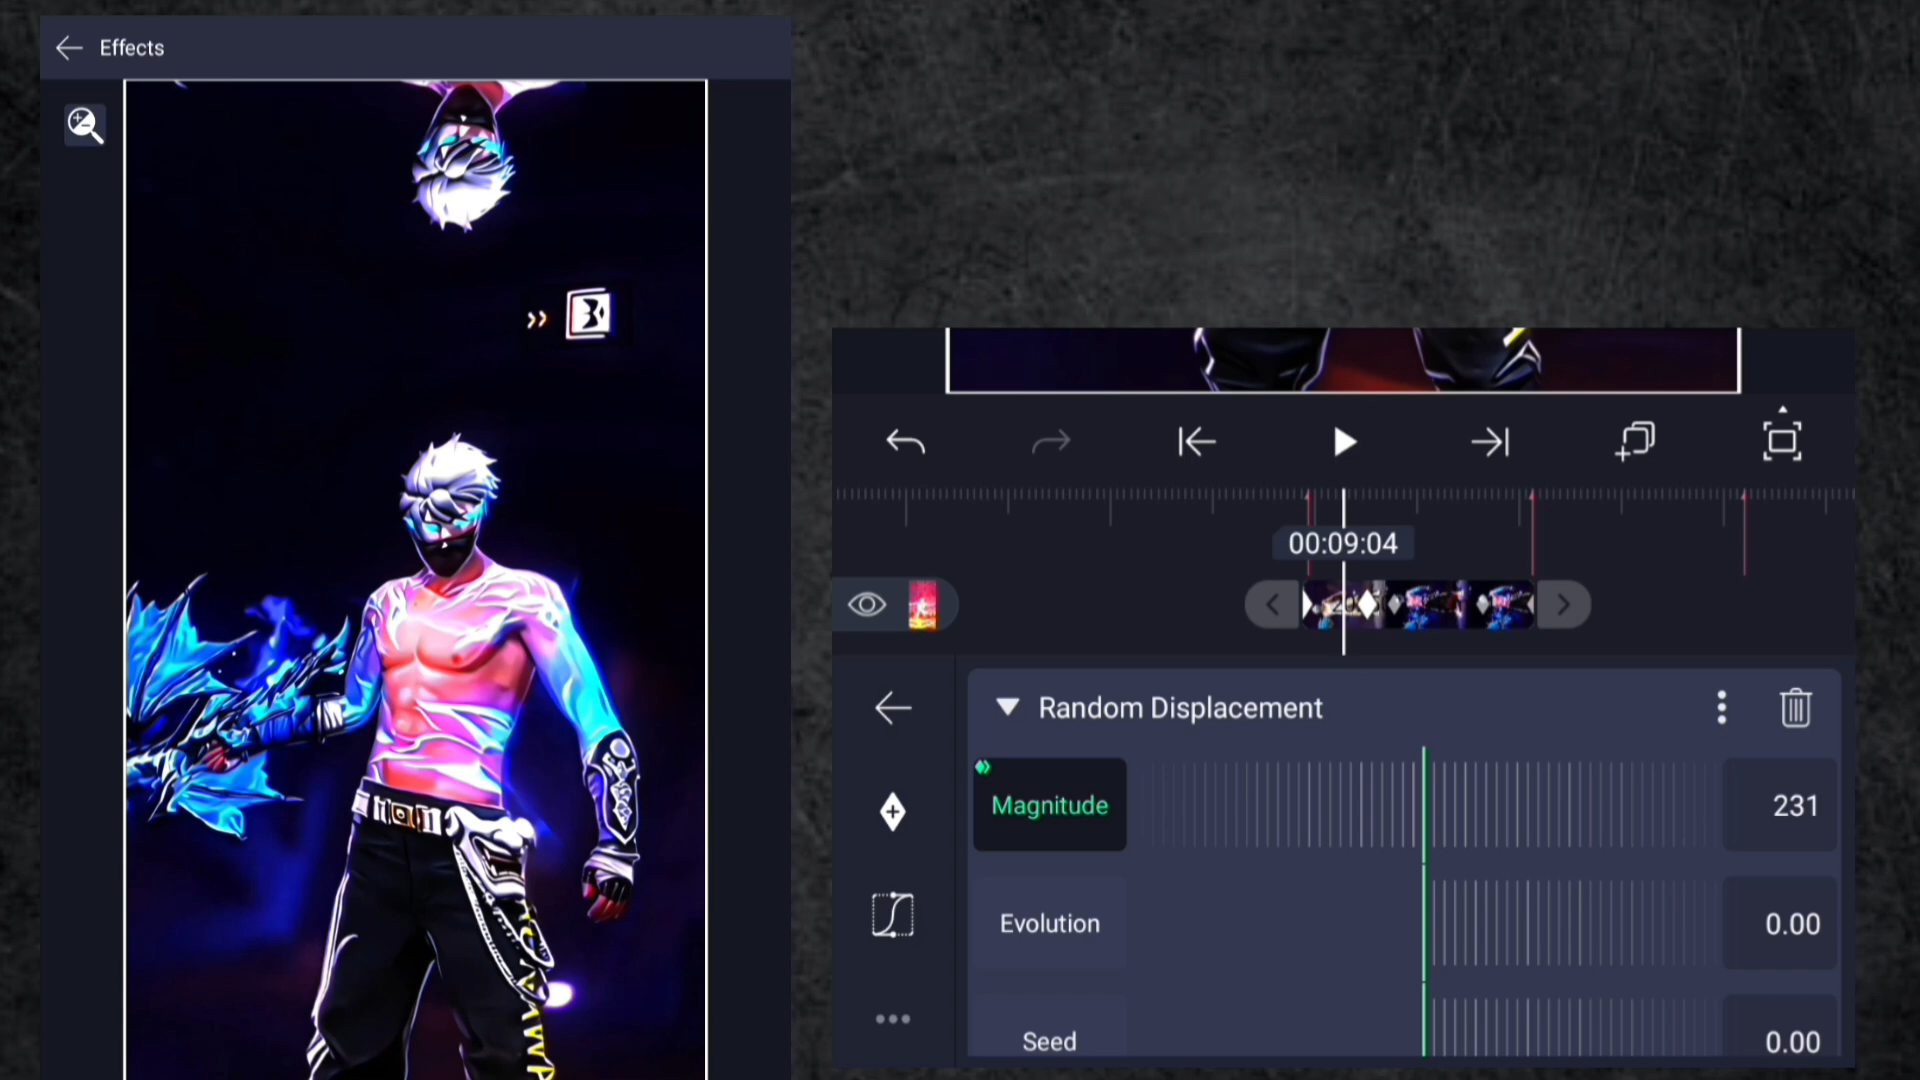 Effects
00:09:04
Random Displacement
Magnitude
231
Evolution
0.00
Seed
0.00